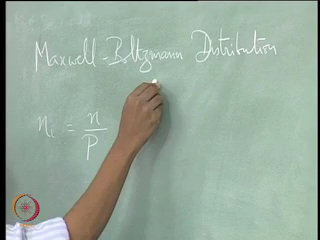 Maxwell-Boltzmann Distribution
nᵢ = n/P